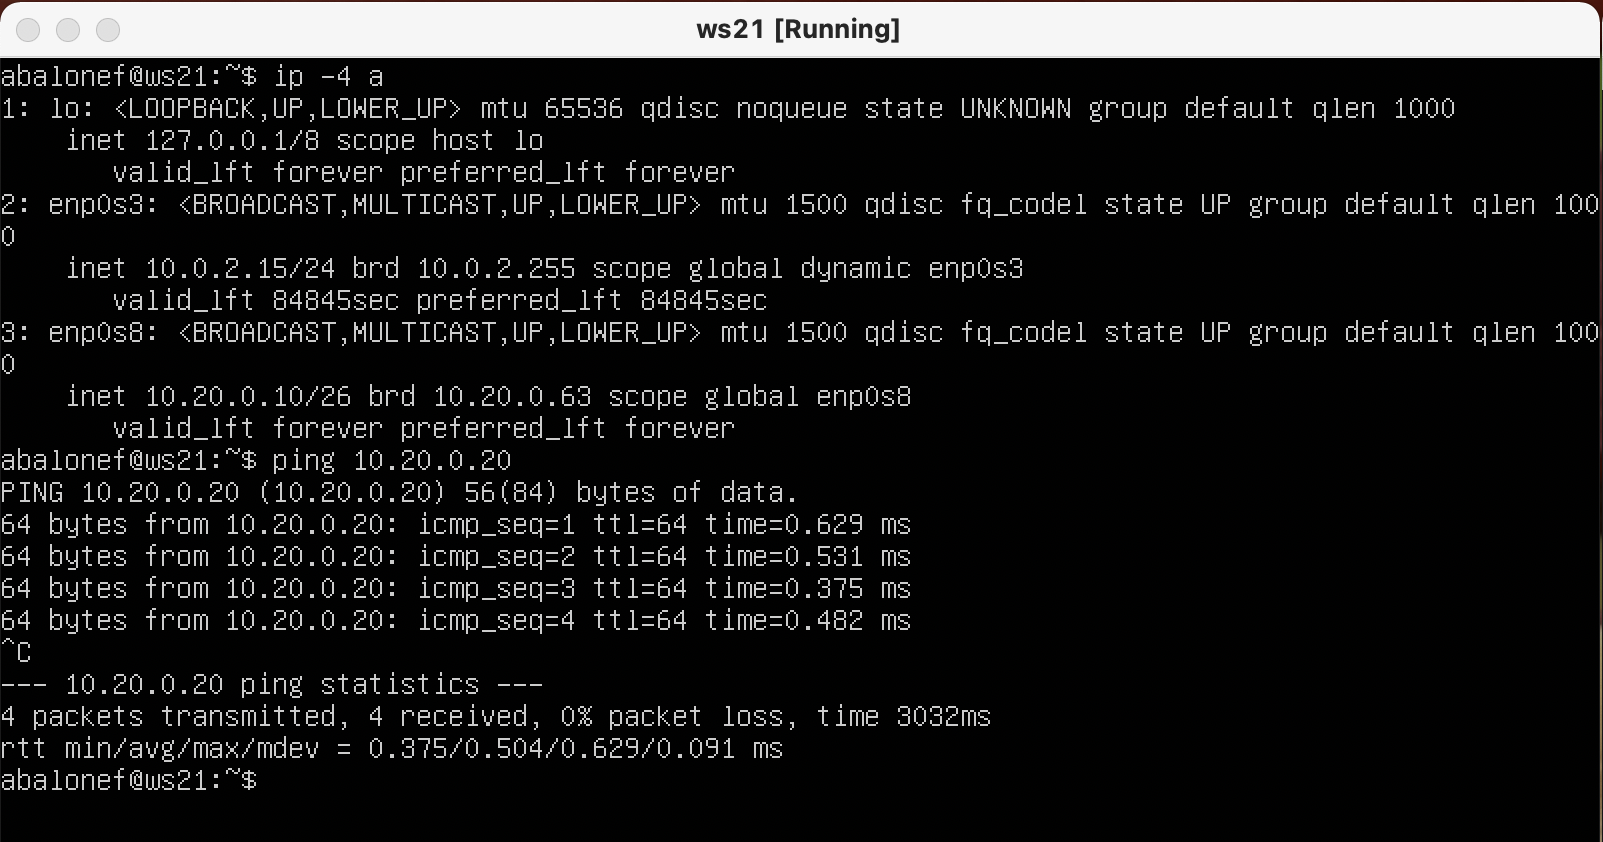 ws21 [Running]
abalonef@ws21:~$ ip -4 a
1: lo: <LOOPBACK,UP,LOWER_UP> mtu 65536 qdisc noqueue state UNKNOWN group default qlen 1000
    inet 127.0.0.1/8 scope host lo
       valid_lft forever preferred_lft forever
2: enp0s3: <BROADCAST,MULTICAST,UP,LOWER_UP> mtu 1500 qdisc fq_codel state UP group default qlen 100
0
    inet 10.0.2.15/24 brd 10.0.2.255 scope global dynamic enp0s3
       valid_lft 84845sec preferred_lft 84845sec
3: enp0s8: <BROADCAST,MULTICAST,UP,LOWER_UP> mtu 1500 qdisc fq_codel state UP group default qlen 100
0
    inet 10.20.0.10/26 brd 10.20.0.63 scope global enp0s8
       valid_lft forever preferred_lft forever
abalonef@ws21:~$ ping 10.20.0.20
PING 10.20.0.20 (10.20.0.20) 56(84) bytes of data.
64 bytes from 10.20.0.20: icmp_seq=1 ttl=64 time=0.629 ms
64 bytes from 10.20.0.20: icmp_seq=2 ttl=64 time=0.531 ms
64 bytes from 10.20.0.20: icmp_seq=3 ttl=64 time=0.375 ms
64 bytes from 10.20.0.20: icmp_seq=4 ttl=64 time=0.482 ms
^C
--- 10.20.0.20 ping statistics ---
4 packets transmitted, 4 received, 0% packet loss, time 3032ms
rtt min/avg/max/mdev = 0.375/0.504/0.629/0.091 ms
abalonef@ws21:~$